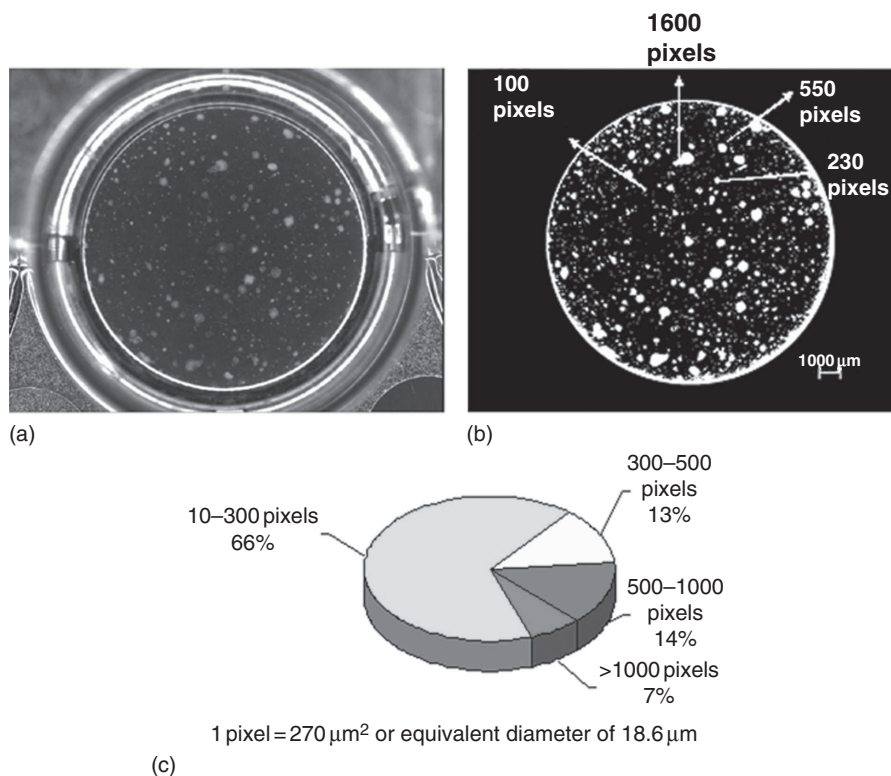 1600
pixels
100
pixels
550
pixels
230
pixels
1000 µm
(a)
(b)
10–300 pixels
66%
300–500
pixels
13%
500–1000
pixels
14%
>1000 pixels
7%
1 pixel = 270 µm² or equivalent diameter of 18.6 µm
(c)